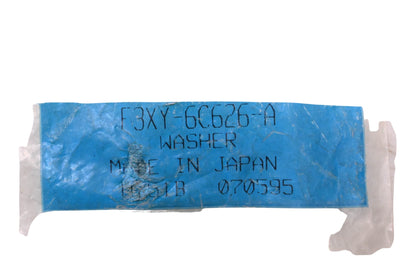 F3XY-6C626-A
WASHER
MADE IN JAPAN
070595